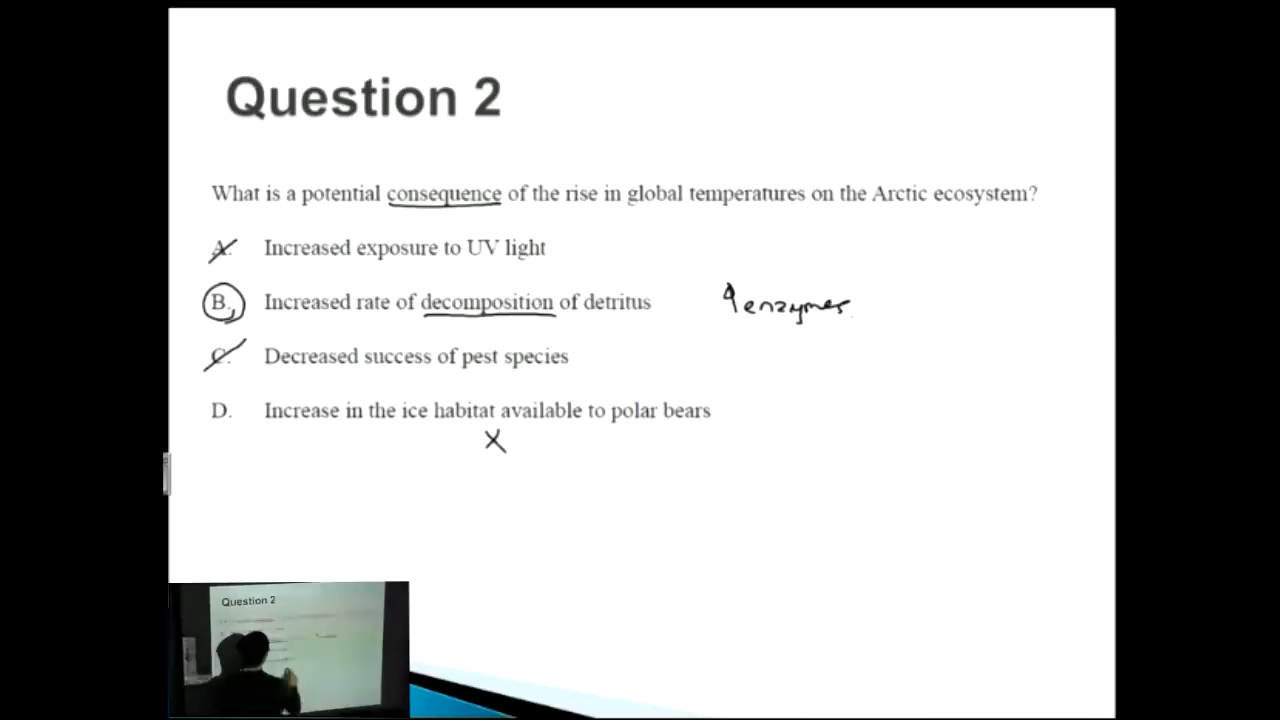 Question 2
What is a potential consequence of the rise in global temperatures on the Arctic ecosystem?
A. Increased exposure to UV light
B. Increased rate of decomposition of detritus
↑enzymes
C. Decreased success of pest species
D. Increase in the ice habitat available to polar bears
X
Question 2